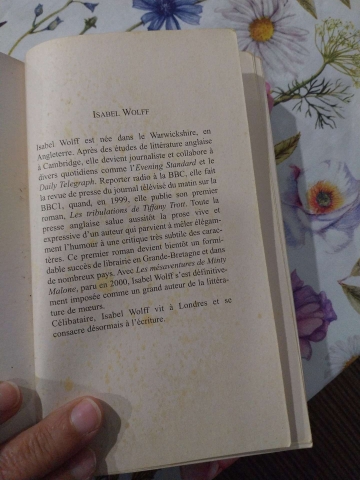 ISABEL WOLFF
Isabel Wolff est née dans le Warwickshire, en
Angleterre. Après des études de littérature anglaise
à Cambridge, elle devient journaliste et collabore à
divers quotidiens comme l'Evening Standard et le
Daily Telegraph. Reporter radio à la BBC, elle fait
la revue de presse du journal télévisé du matin sur la
BBC1, quand, en 1999, elle publie son premier
roman, Les tribulations de Tiffany Trott. Toute la
presse anglaise salue aussitôt la prose vive et
expressive d'un auteur qui parvient à mêler élégam-
ment l'humour à une critique très subtile des carac-
tères. Ce premier roman devient bientôt un formi-
dable succès de librairie en Grande-Bretagne et dans
de nombreux pays. Avec Les mésaventures de Minty
Malone, paru en 2000, Isabel Wolff s'est définitive-
ment imposée comme un grand auteur de la littéra-
ture de mœurs.
Célibataire, Isabel Wolff vit à Londres et se
consacre désormais à l'écriture.